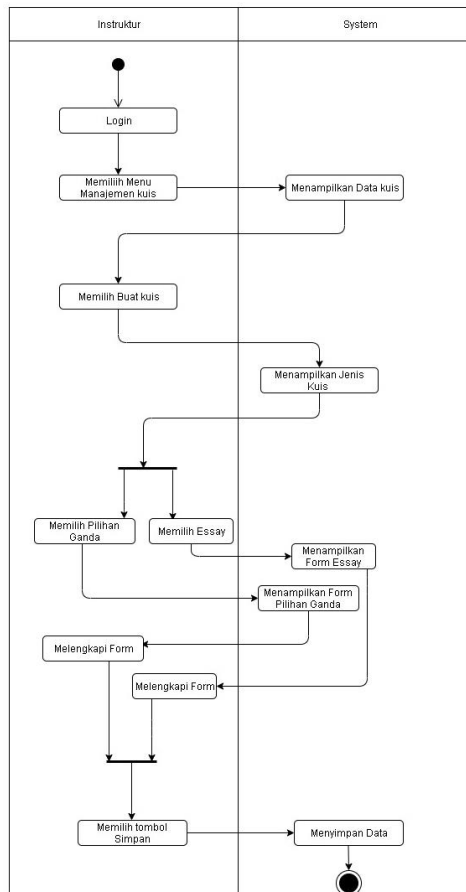 Instruktur
System
Login
Memiliih Menu
Manajemen kuis
Menampilkan Data kuis
Memilih Buat kuis
Menampilkan Jenis
Kuis
Memilih Pilihan
Ganda
Memilih Essay
Menampilkan
Form Essay
Menampilkan Form
Pilihan Ganda
Melengkapi Form
Melengkapi Form
Memilih tombol
Simpan
Menyimpan Data